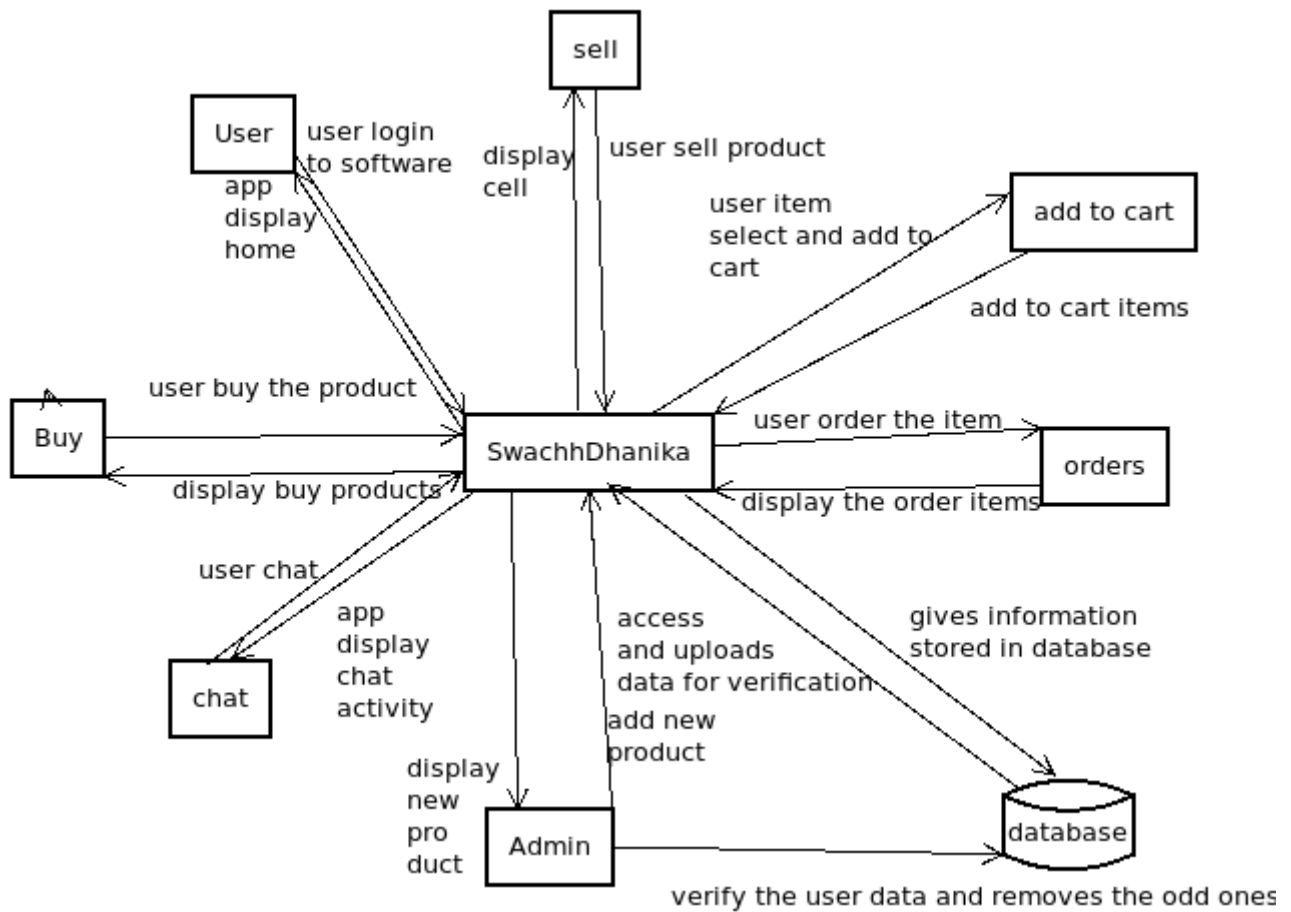 sell
User
user login
to software
display
cell
user sell product
app
display
home
user item
select and add to
cart
add to cart
add to cart items
user buy the product
Buy
display buy products
SwachhDhanika
user order the item
orders
display the order items
user chat
app
display
chat
activity
chat
access
and uploads
data for verification
gives information
stored in database
add new
product
display
new
pro
duct
Admin
database
verify the user data and removes the odd ones